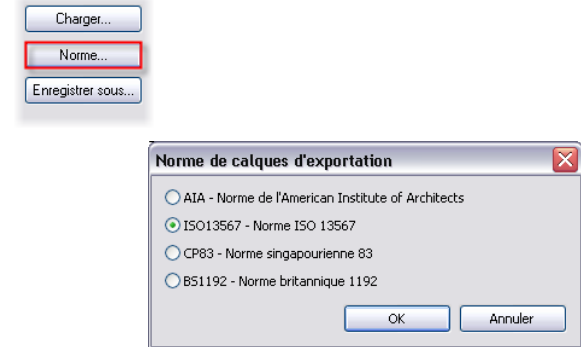 Charger...
Norme...
Enregistrer sous...
Norme de calques d'exportation
AIA - Norme de l'American Institute of Architects
ISO13567 - Norme ISO 13567
CP83 - Norme singapourienne 83
BS1192 - Norme britannique 1192
OK Annuler